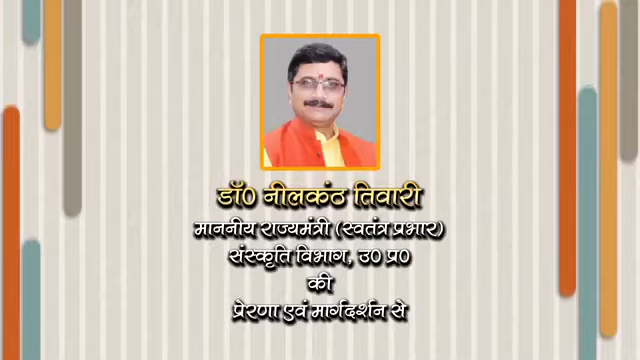 डॉ0 नीलकंठ तिवारी
माननीय राज्यमंत्री (स्वतंत्र प्रभार)
संस्कृति विभाग, उ0 प्र0
की
प्रेरणा एवं मार्गदर्शन से